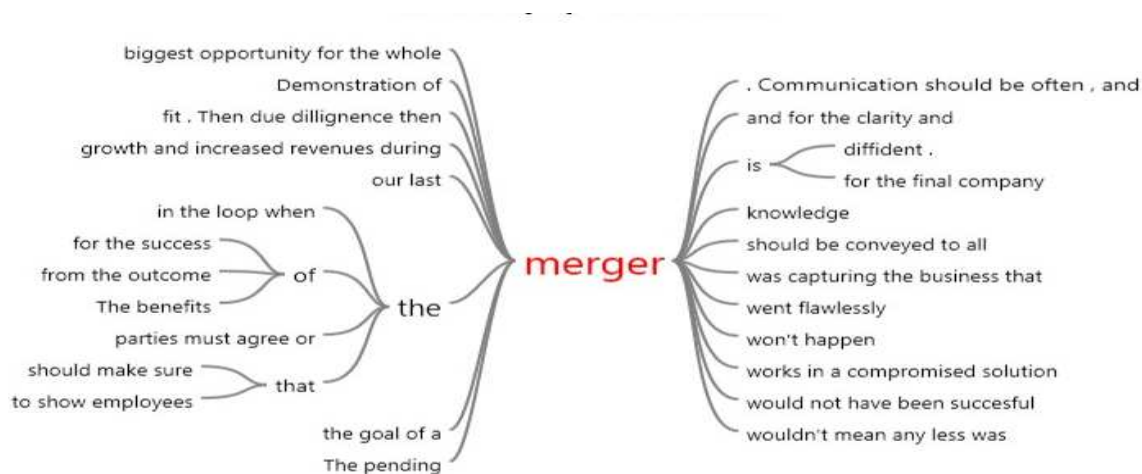 biggest opportunity for the whole
Demonstration of
fit . Then due dillignence then
growth and increased revenues during
our last
in the loop when
for the success
from the outcome
The benefits
of
parties must agree or
should make sure
to show employees
that
the
the goal of a
The pending
merger
. Communication should be often , and
and for the clarity and
is
diffident .
for the final company
knowledge
should be conveyed to all
was capturing the business that
went flawlessly
won't happen
works in a compromised solution
would not have been succesful
wouldn't mean any less was